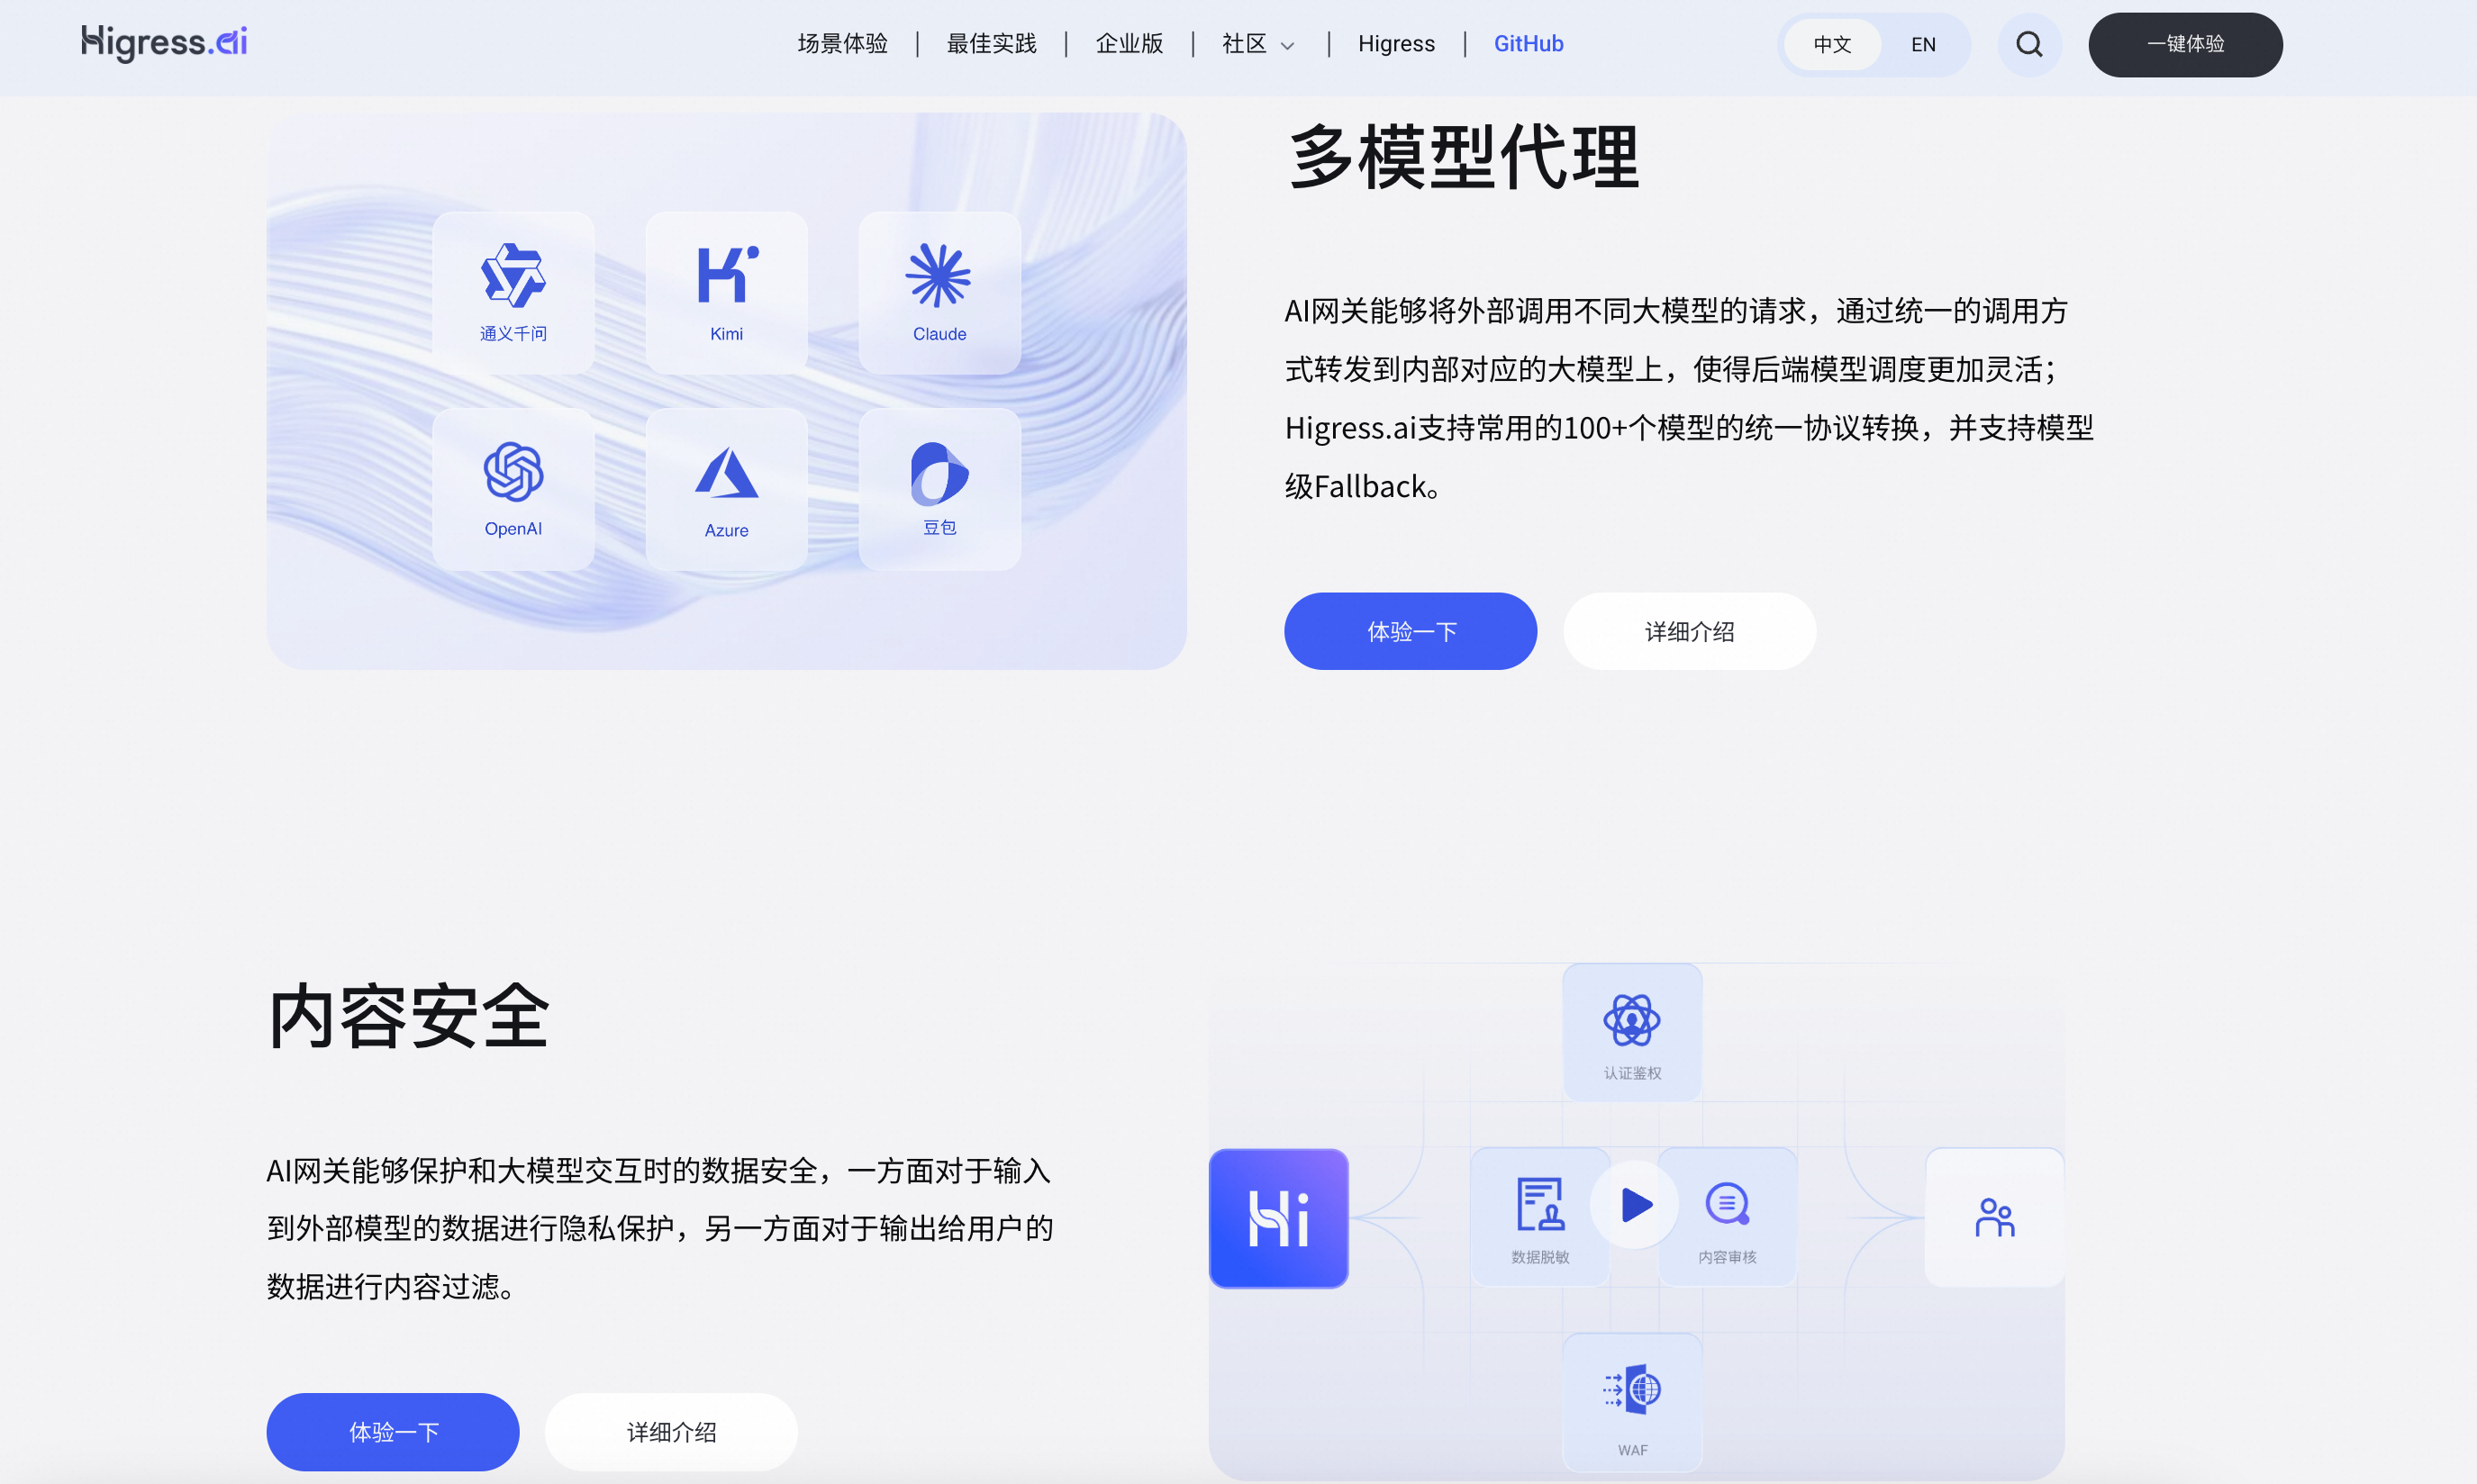 Higress.ai
场景体验 | 最佳实践 | 企业版 | 社区 | Higress | GitHub
中文 EN
一键体验
通义千问 Kimi Claude
OpenAI Azure 豆包
多模型代理
AI网关能够将外部调用不同大模型的请求，通过统一的调用方
式转发到内部对应的大模型上，使得后端模型调度更加灵活；
Higress.ai支持常用的100+个模型的统一协议转换，并支持模型
级Fallback。
体验一下 详细介绍
内容安全
AI网关能够保护和大模型交互时的数据安全，一方面对于输入
到外部模型的数据进行隐私保护，另一方面对于输出给用户的
数据进行内容过滤。
体验一下 详细介绍
认证鉴权
Hi
数据脱敏 内容审核
WAF